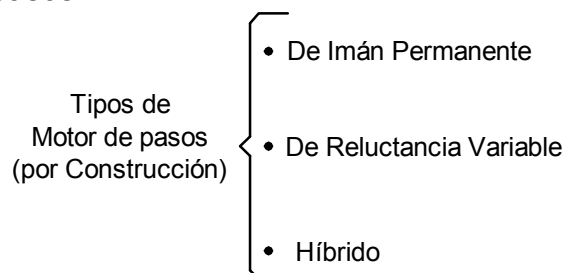 Tipos de
Motor de pasos
(por Construcción)
• De Imán Permanente
• De Reluctancia Variable
• Híbrido